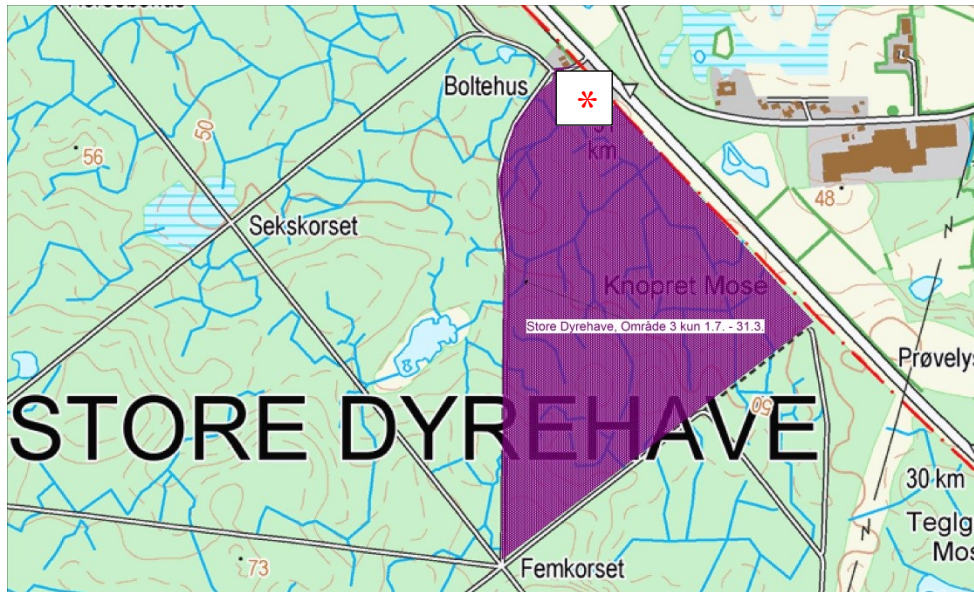 Boltehus
*
31
km
50
56
48
Sekskorset
Knopret Mose
Store Dyrehave, Område 3 kun 1.7. - 31.3.
Prøvelys
STORE DYREHAVE
50
30 km
Teglg
Mos
73
Femkorset